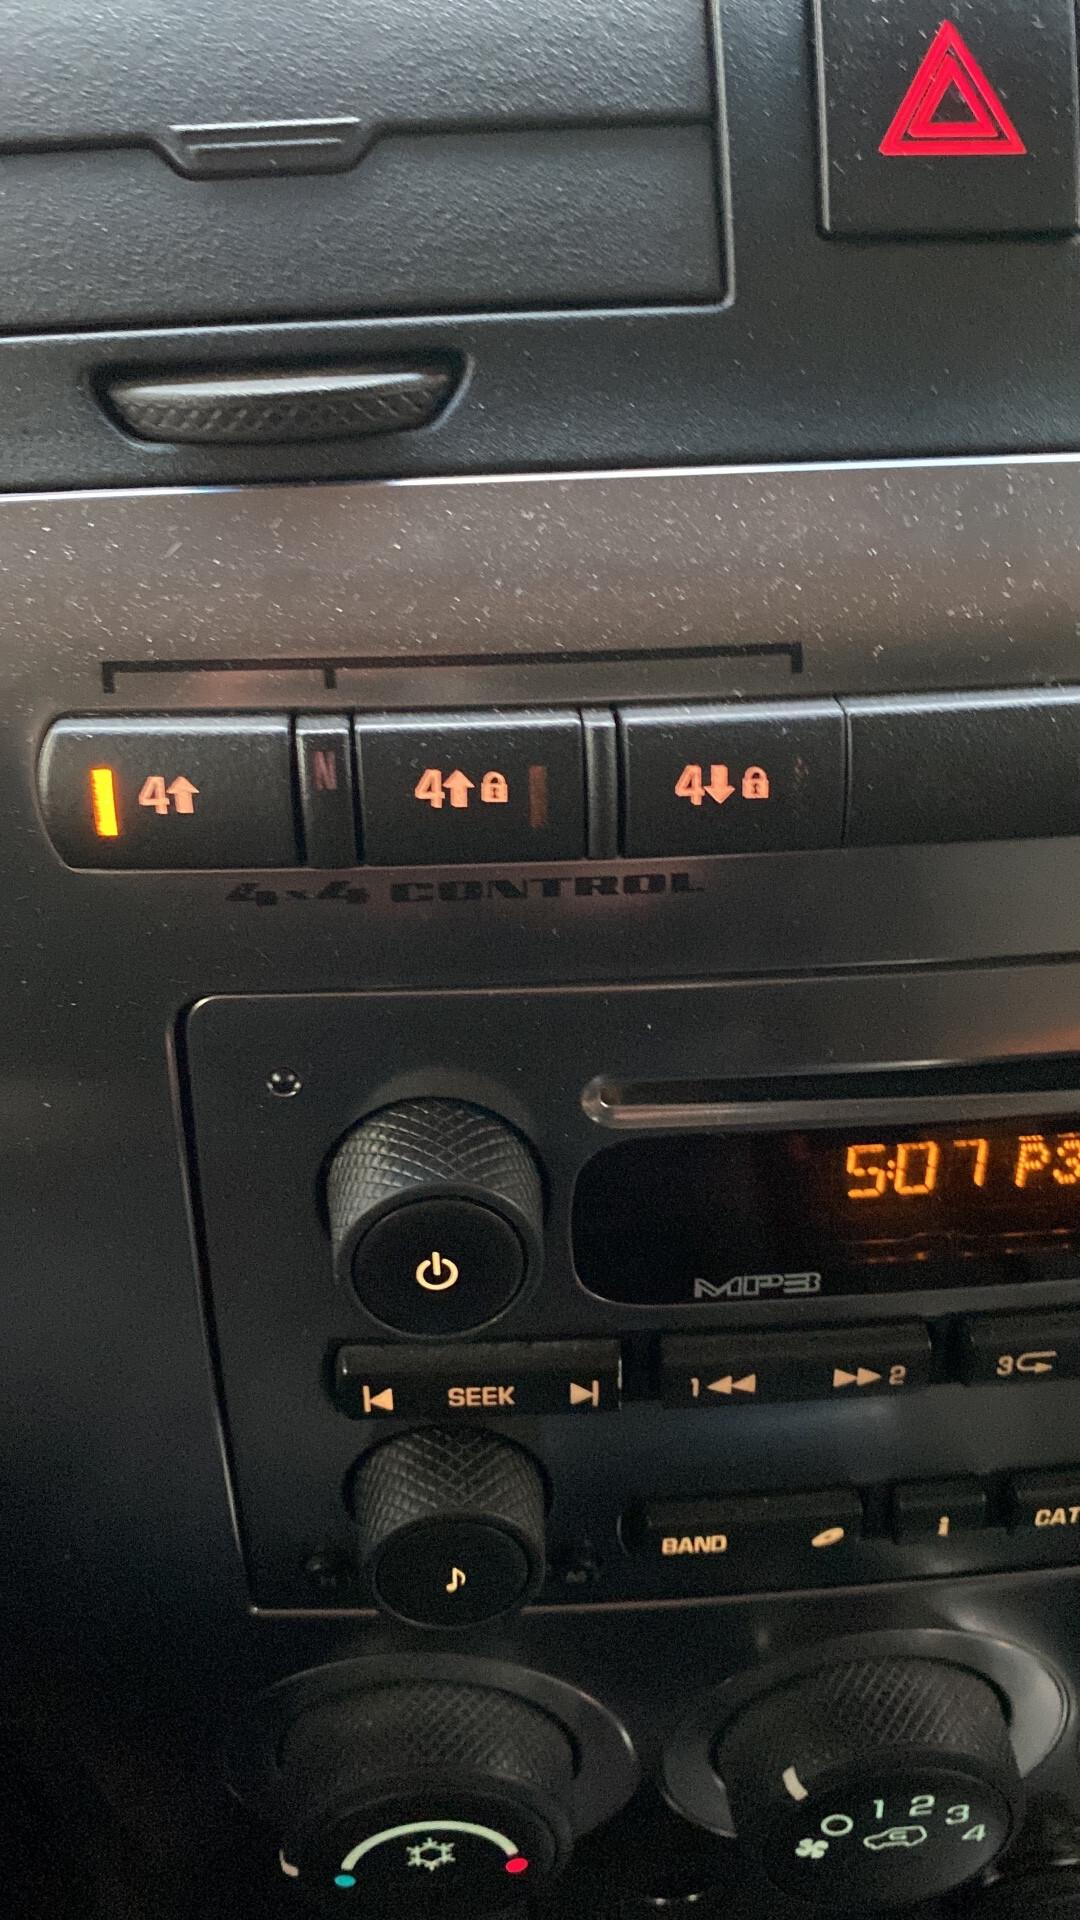 4 N 4 4
4x4 CONTROL
5:07 P3
MP3
SEEK 1 2 3
BAND i CAT
1 2 3 4